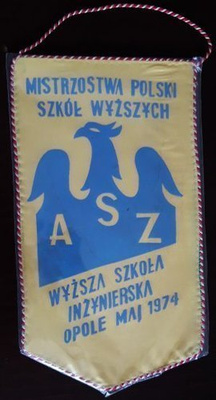 MISTRZOSTWA POLSKI
SZKÓŁ WYŻSZYCH
A S Z
WYŻSZA SZKOŁA
INŻYNIERSKA
OPOLE MAJ 1974